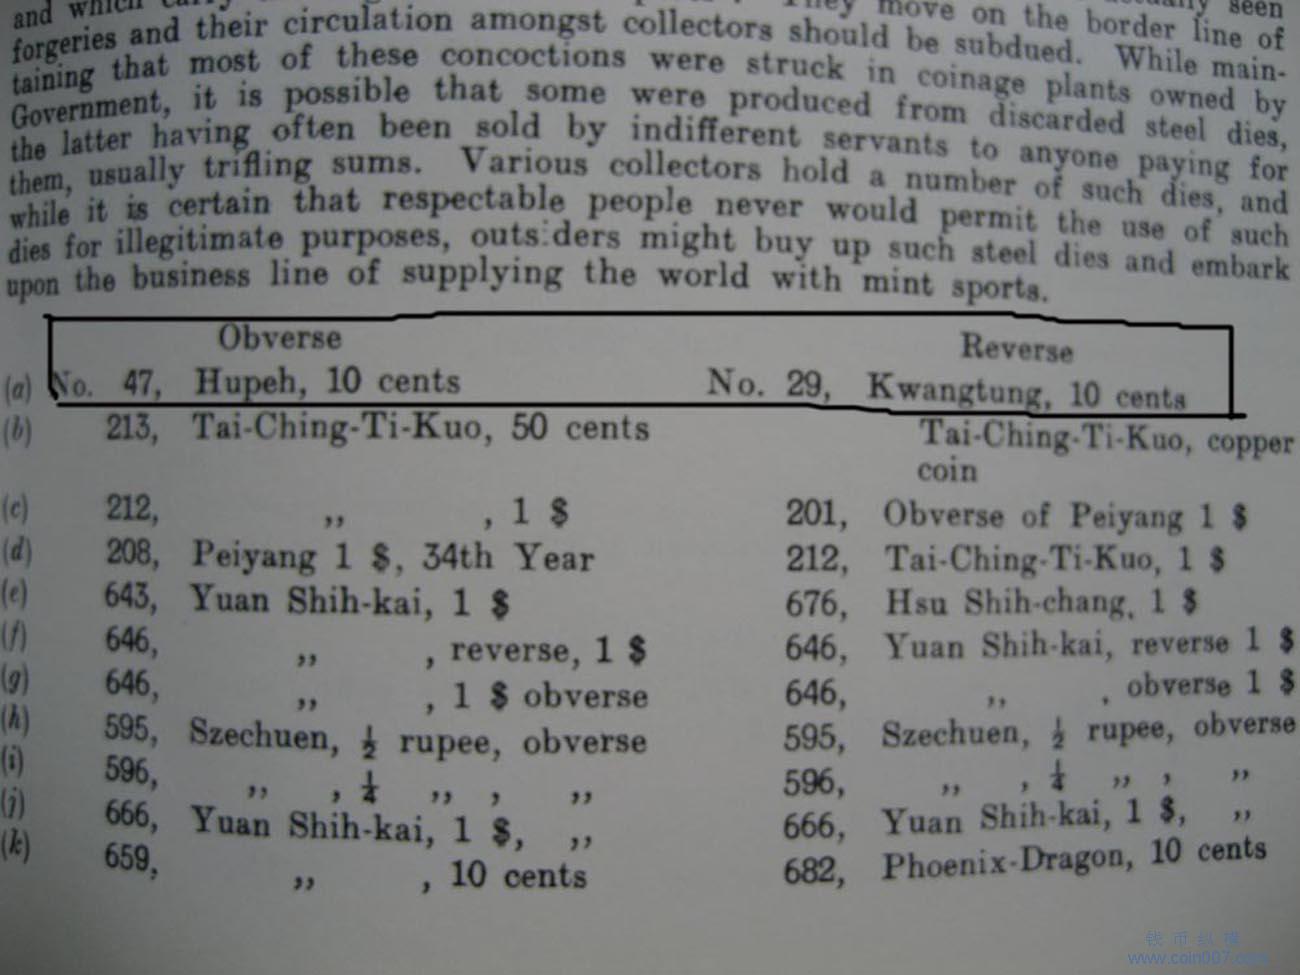 and which carry
actually seen
They move on the border line of
forgeries and their circulation amongst collectors should be subdued. While main-
taining that most of these concoctions were struck in coinage plants owned by
Government, it is possible that some were produced from discarded steel dies,
the latter having often been sold by indifferent servants to anyone paying for
them, usually trifling sums. Various collectors hold a number of such dies, and
while it is certain that respectable people never would permit the use of such
dies for illegitimate purposes, outsiders might buy up such steel dies and embark
upon the business line of supplying the world with mint sports.
Obverse Reverse
(a) No. 47, Hupeh, 10 cents No. 29, Kwangtung, 10 cents
(b) 213, Tai-Ching-Ti-Kuo, 50 cents Tai-Ching-Ti-Kuo, copper
coin
(c) 212, ,, , 1 $ 201, Obverse of Peiyang 1 $
(d) 208, Peiyang 1 $, 34th Year 212, Tai-Ching-Ti-Kuo, 1 $
(e) 643, Yuan Shih-kai, 1 $ 676, Hsu Shih-chang, 1 $
(f) 646, ,, , reverse, 1 $ 646, Yuan Shih-kai, reverse 1 $
(g) 646, ,, , 1 $ obverse 646, ,, , obverse 1 $
(h) 595, Szechuen, ½ rupee, obverse 595, Szechuen, ½ rupee, obverse
(i) 596, ,, , ¼ ,, , ,, 596, ,, , ¼ ,, , ,,
(j) 666, Yuan Shih-kai, 1 $, ,, 666, Yuan Shih-kai, 1 $, ,,
(k) 659, ,, , 10 cents 682, Phoenix-Dragon, 10 cents
钱币纵横
www.coin007.com